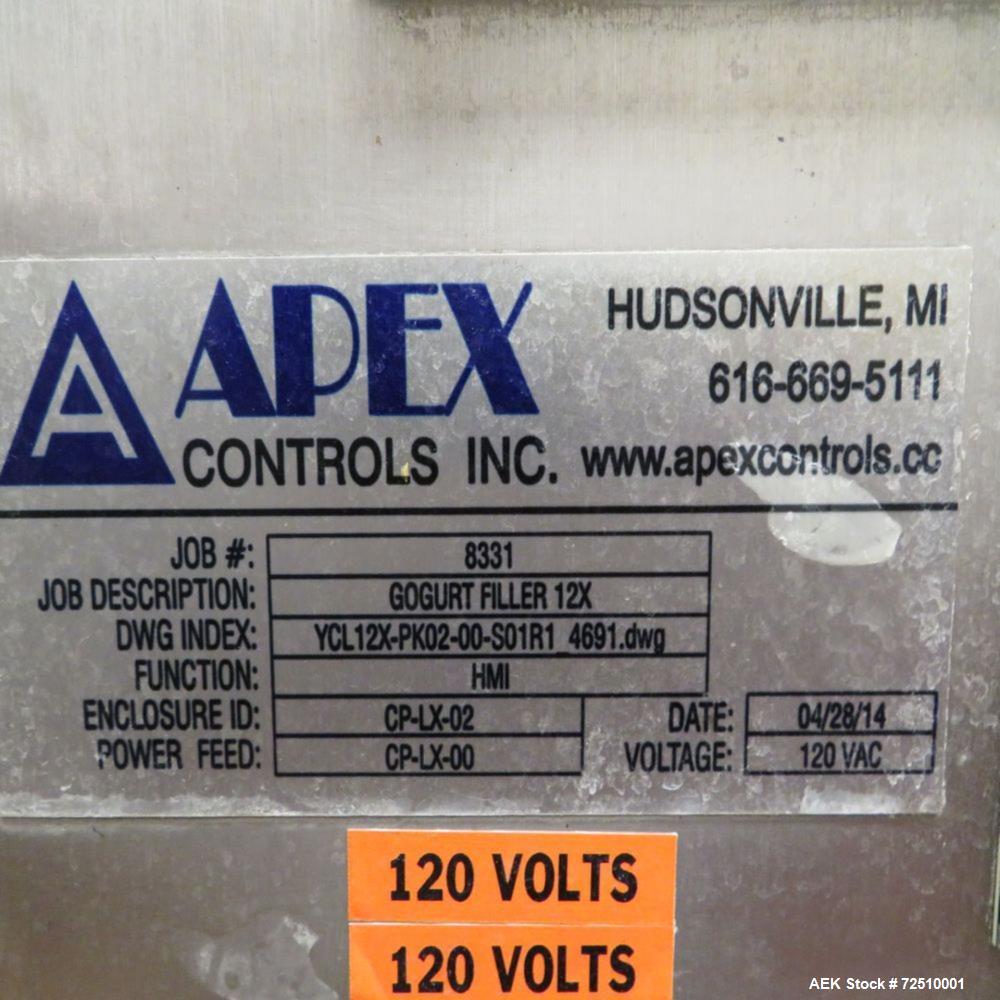 APEX
CONTROLS INC.
HUDSONVILLE, MI
616-669-5111
www.apexcontrols.cc
JOB #: 8331
JOB DESCRIPTION: GOGURT FILLER 12X
DWG INDEX: YCL12X-PK02-00-S01R1_4691.dwg
FUNCTION: HMI
ENCLOSURE ID: CP-LX-02 DATE: 04/28/14
POWER FEED: CP-LX-00 VOLTAGE: 120 VAC
120 VOLTS
120 VOLTS
AEK Stock # 72510001